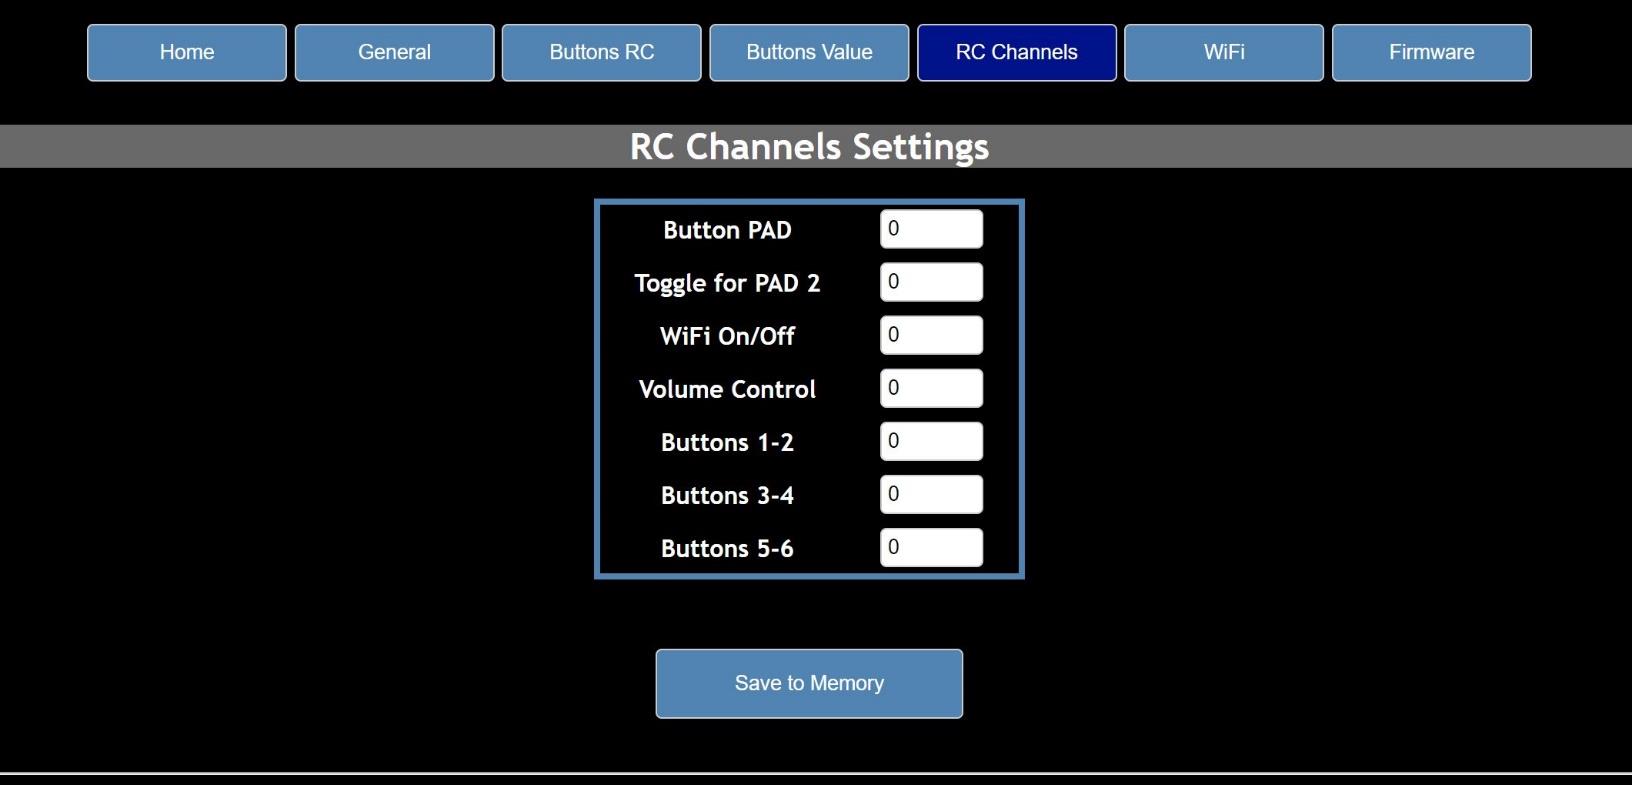 Home General Buttons RC Buttons Value RC Channels WiFi Firmware
RC Channels Settings
Button PAD 0
Toggle for PAD 2 0
WiFi On/Off 0
Volume Control 0
Buttons 1-2 0
Buttons 3-4 0
Buttons 5-6 0
Save to Memory